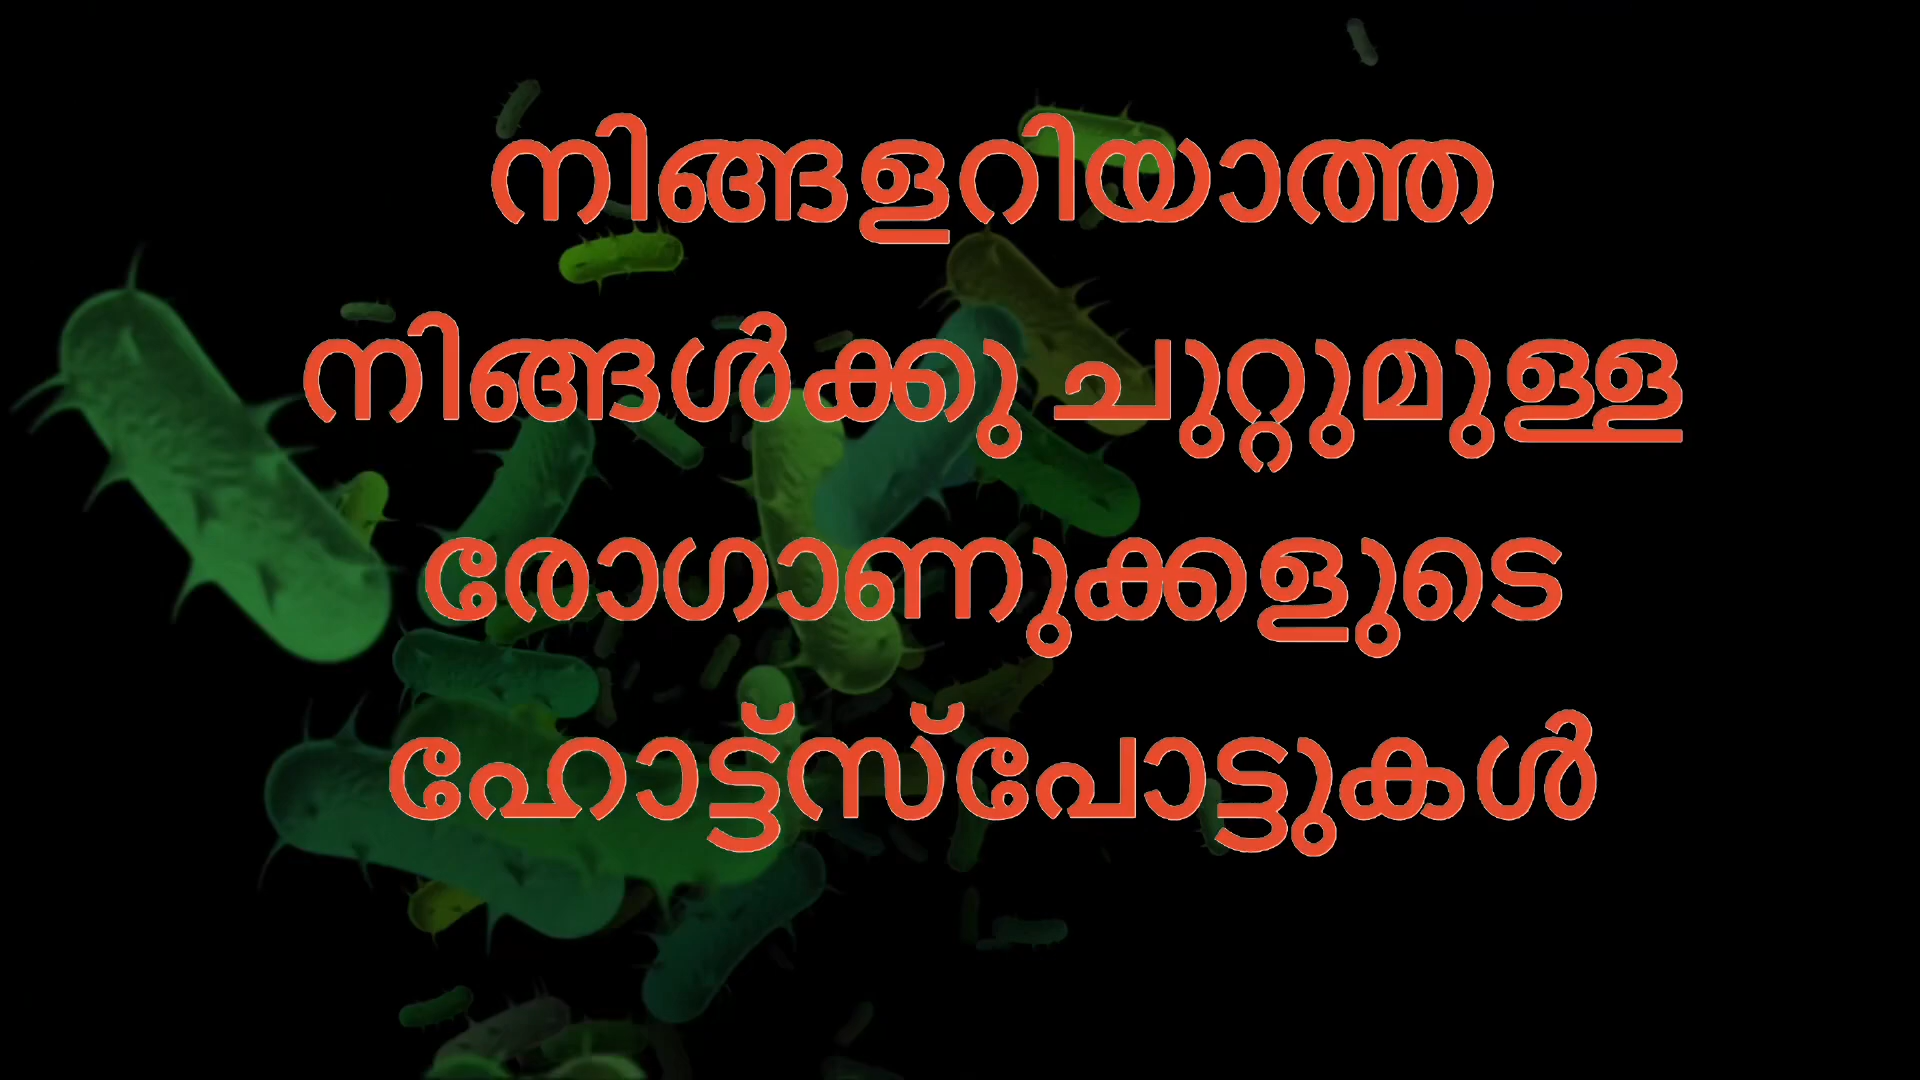 നിങ്ങളറിയാത്ത
നിങ്ങൾക്കു ചുറ്റുമുള്ള
രോഗാണുക്കളുടെ
ഹോട്ട്സ്പോട്ടുകൾ